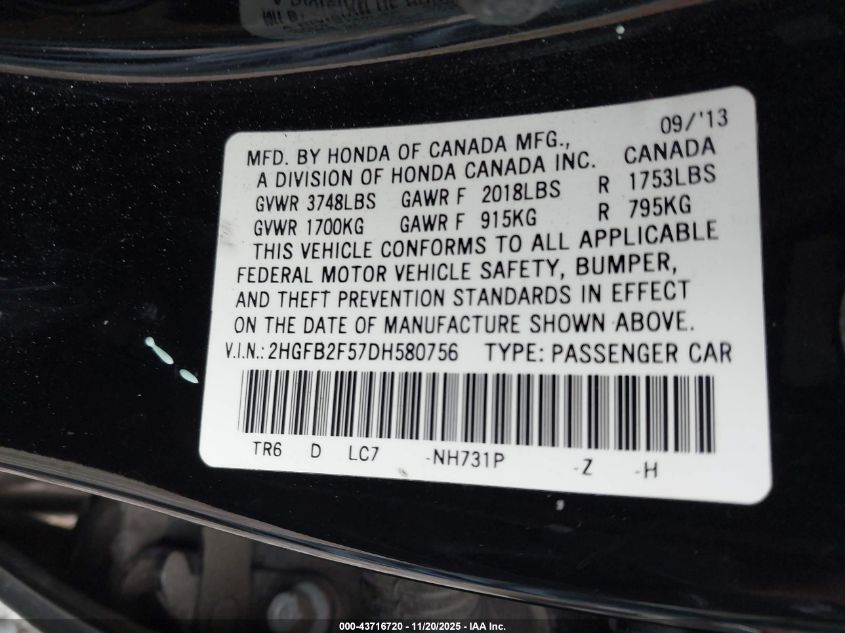 09/'13
MFD. BY HONDA OF CANADA MFG., CANADA
A DIVISION OF HONDA CANADA INC.
GVWR 3748LBS GAWR F 2018LBS R 1753LBS
GVWR 1700KG GAWR F 915KG R 795KG
THIS VEHICLE CONFORMS TO ALL APPLICABLE
FEDERAL MOTOR VEHICLE SAFETY, BUMPER,
AND THEFT PREVENTION STANDARDS IN EFFECT
ON THE DATE OF MANUFACTURE SHOWN ABOVE.
V.I.N.: 2HGFB2F57DH580756 TYPE: PASSENGER CAR
TR6 D LC7 -NH731P -Z -H
000-43716720 - 11/20/2025 - IAA Inc.